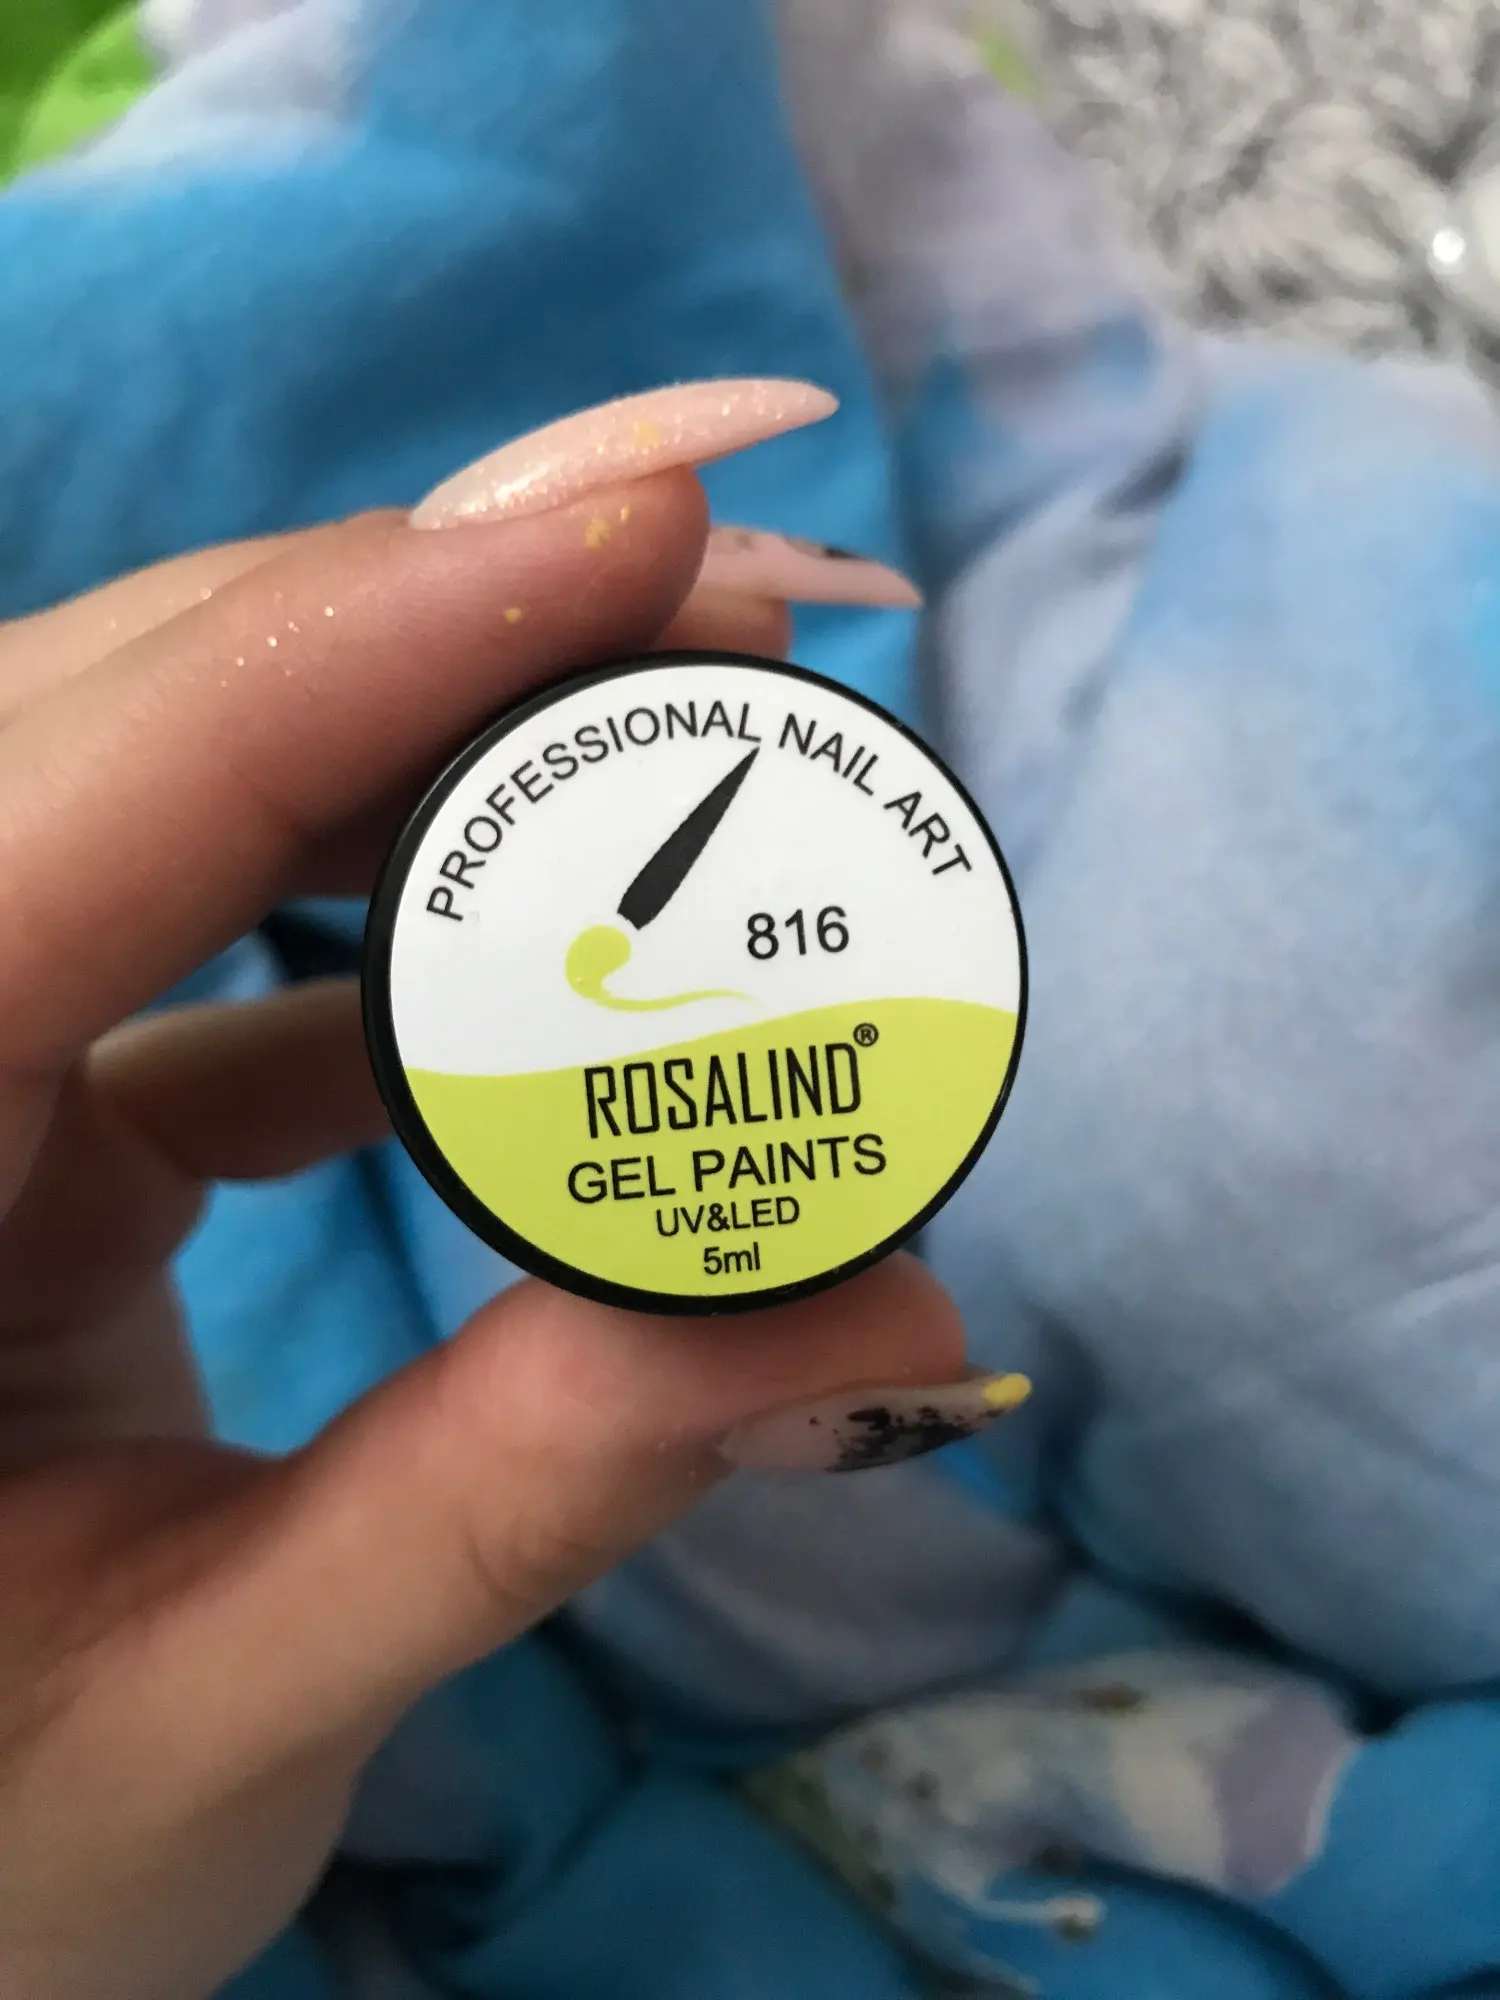 PROFESSIONAL NAIL ART
816
ROSALIND®
GEL PAINTS
UV&LED
5ml